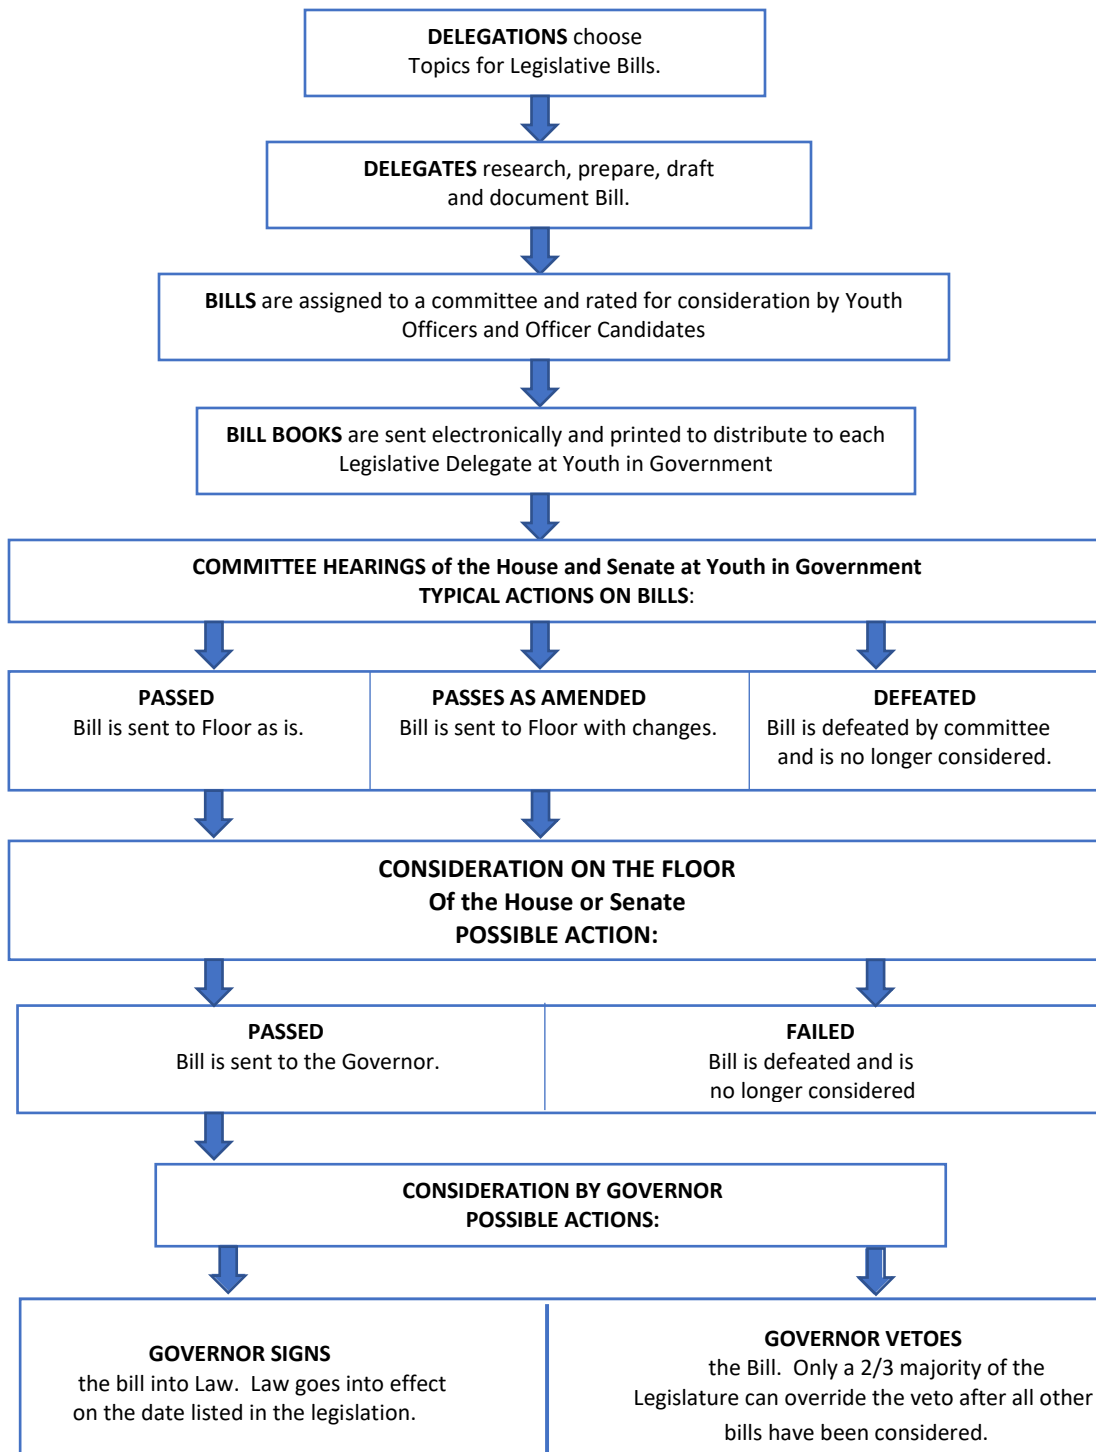 DELEGATIONS choose
Topics for Legislative Bills.
DELEGATES research, prepare, draft
and document Bill.
BILLS are assigned to a committee and rated for consideration by Youth
Officers and Officer Candidates
BILL BOOKS are sent electronically and printed to distribute to each
Legislative Delegate at Youth in Government
COMMITTEE HEARINGS of the House and Senate at Youth in Government
TYPICAL ACTIONS ON BILLS:
PASSED
Bill is sent to Floor as is.
PASSES AS AMENDED
Bill is sent to Floor with changes.
DEFEATED
Bill is defeated by committee
and is no longer considered.
CONSIDERATION ON THE FLOOR
Of the House or Senate
POSSIBLE ACTION:
PASSED
Bill is sent to the Governor.
FAILED
Bill is defeated and is
no longer considered
CONSIDERATION BY GOVERNOR
POSSIBLE ACTIONS:
GOVERNOR SIGNS
the bill into Law.  Law goes into effect
on the date listed in the legislation.
GOVERNOR VETOES
the Bill.  Only a 2/3 majority of the
Legislature can override the veto after all other
bills have been considered.